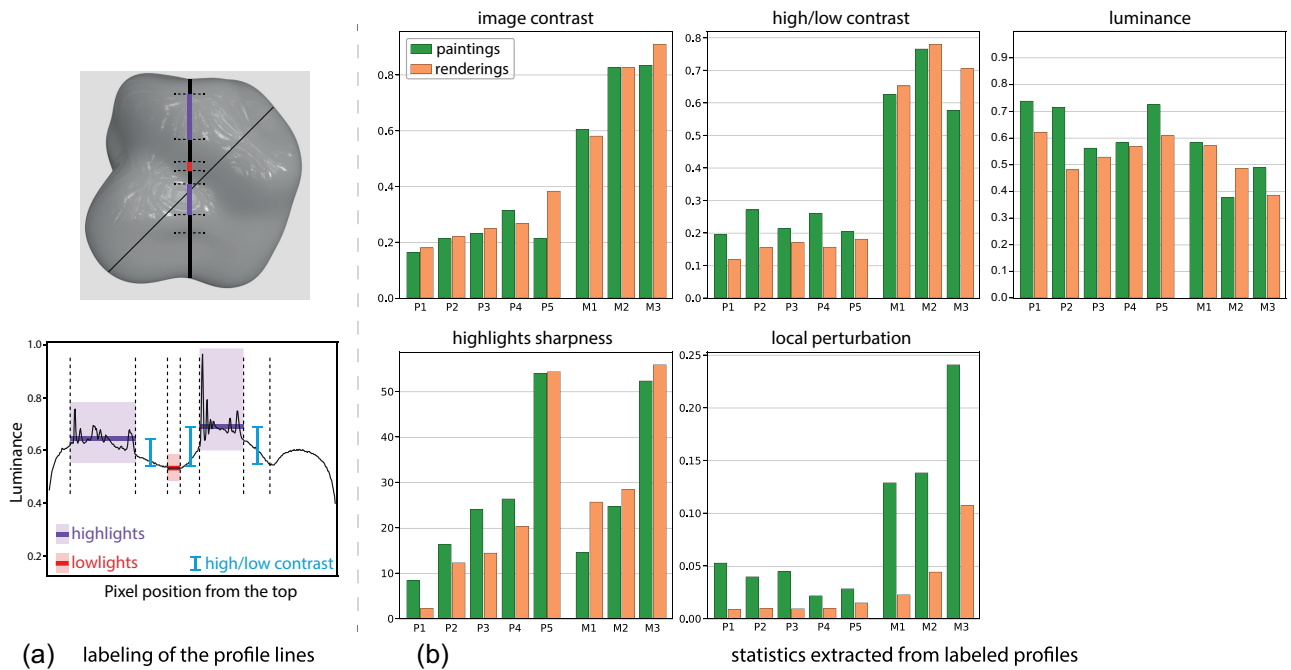 image contrast
high/low contrast
luminance
paintings
renderings
0.8
0.6
0.4
0.2
0.0
P1 P2 P3 P4 P5 M1 M2 M3
0.8
0.7
0.6
0.5
0.4
0.3
0.2
0.1
0.0
P1 P2 P3 P4 P5 M1 M2 M3
0.9
0.8
0.7
0.6
0.5
0.4
0.3
0.2
0.1
0.0
P1 P2 P3 P4 P5 M1 M2 M3
Luminance
1.0
0.8
0.6
0.4
0.2
highlights
lowlights
high/low contrast
Pixel position from the top
highlights sharpness
50
40
30
20
10
0
P1 P2 P3 P4 P5 M1 M2 M3
local perturbation
0.25
0.20
0.15
0.10
0.05
0.00
P1 P2 P3 P4 P5 M1 M2 M3
(a) labeling of the profile lines
(b) statistics extracted from labeled profiles